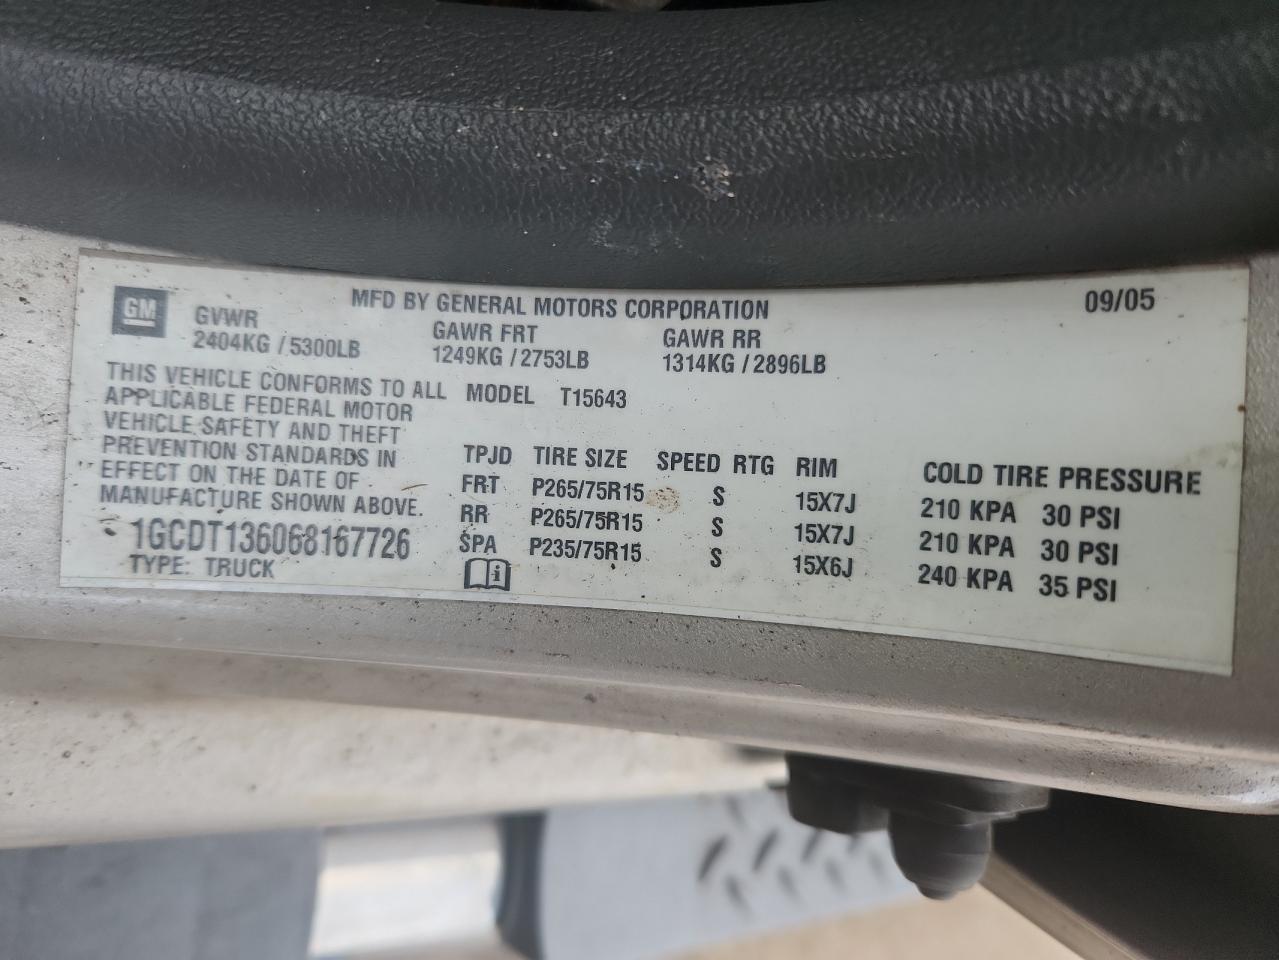 GM
MFD BY GENERAL MOTORS CORPORATION 09/05
GVWR GAWR FRT GAWR RR
2404KG / 5300LB 1249KG / 2753LB 1314KG / 2896LB
THIS VEHICLE CONFORMS TO ALL
APPLICABLE FEDERAL MOTOR
VEHICLE SAFETY AND THEFT
PREVENTION STANDARDS IN
EFFECT ON THE DATE OF
MANUFACTURE SHOWN ABOVE.
1GCDT136068167726
TYPE: TRUCK
MODEL T15643
TPJD TIRE SIZE SPEED RTG RIM COLD TIRE PRESSURE
FRT P265/75R15 S 15X7J 210 KPA 30 PSI
RR P265/75R15 S 15X7J 210 KPA 30 PSI
SPA P235/75R15 S 15X6J 240 KPA 35 PSI
i